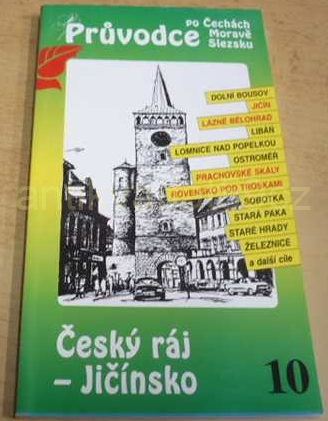 Průvodce
po Čechách
Moravě
Slezsku
DOLNÍ BOUSOV
JIČÍN
LÁZNĚ BĚLOHRAD
LIBÁŇ
LOMNICE NAD POPELKOU
OSTROMĚŘ
PRACHOVSKÉ SKÁLY
ROVENSKO POD TROSKAMI
SOBOTKA
STARÁ PAKA
STARÉ HRADY
ŽELEZNICE
a další cíle
Český ráj
– Jičínsko
10